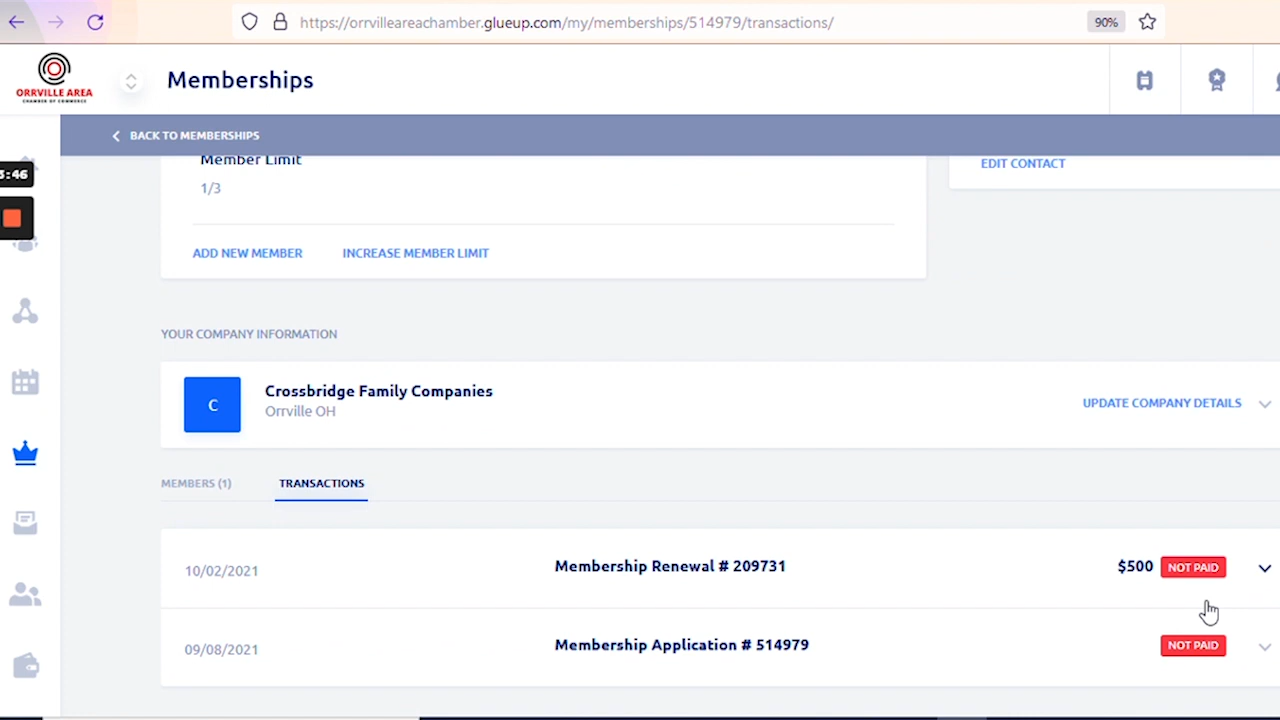 https://orrvilleareachamber.glueup.com/my/memberships/514979/transactions/
90%
ORRVILLE AREA
CHAMBER OF COMMERCE
Memberships
BACK TO MEMBERSHIPS
Member Limit
EDIT CONTACT
:46
1/3
ADD NEW MEMBER
INCREASE MEMBER LIMIT
YOUR COMPANY INFORMATION
C
Crossbridge Family Companies
Orrville OH
UPDATE COMPANY DETAILS
MEMBERS (1)
TRANSACTIONS
10/02/2021
Membership Renewal # 209731
$500
NOT PAID
09/08/2021
Membership Application # 514979
NOT PAID